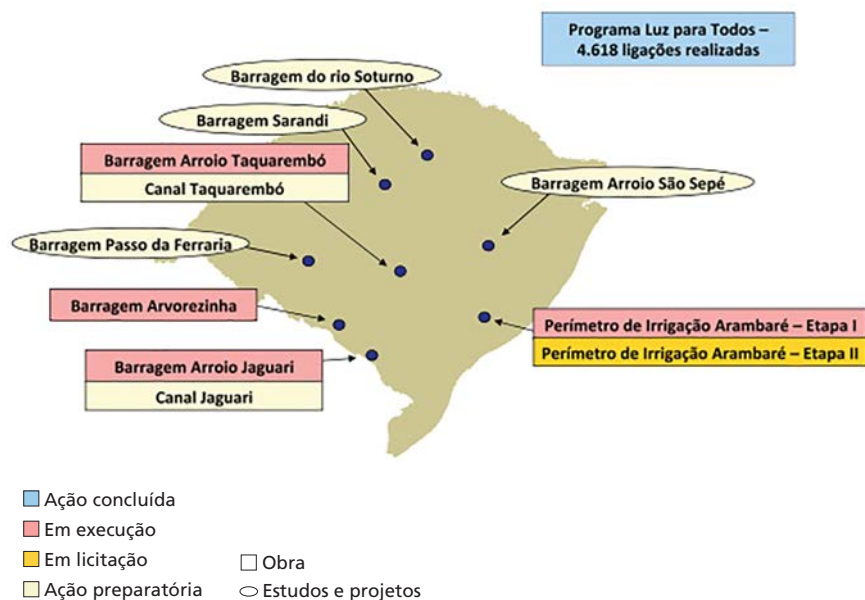 Programa Luz para Todos –
4.618 ligações realizadas
Barragem do rio Soturno
Barragem Sarandi
Barragem Arroio Taquarembó
Canal Taquarembó
Barragem Arroio São Sepé
Barragem Passo da Ferraria
Barragem Arvorezinha
Perímetro de Irrigação Arambaré – Etapa I
Perímetro de Irrigação Arambaré – Etapa II
Barragem Arroio Jaguari
Canal Jaguari
Ação concluída
Em execução
Em licitação
Obra
Ação preparatória
Estudos e projetos